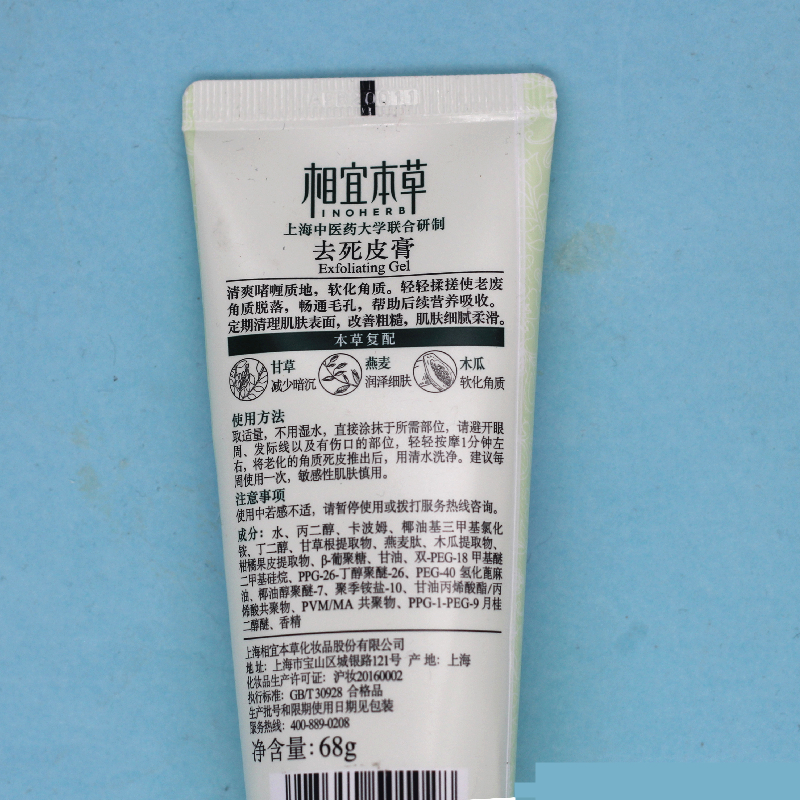 相宜本草
INOHERB
上海中医药大学联合研制
去死皮膏
Exfoliating Gel
清爽啫喱质地，软化角质。轻轻揉搓使老废
角质脱落，畅通毛孔，帮助后续营养吸收。
定期清理肌肤表面，改善粗糙，肌肤细腻柔滑。
本草复配
甘草
减少暗沉
燕麦
润泽细肤
木瓜
软化角质
使用方法
取适量，不用湿水，直接涂抹于所需部位，请避开眼
周、发际线以及有伤口的部位，轻轻按摩1分钟左
右，将老化的角质死皮推出后，用清水洗净。建议每
周使用一次，敏感性肌肤慎用。
注意事项
使用中若感不适，请暂停使用或拨打服务热线咨询。
成分：水、丙二醇、卡波姆、椰油基三甲基氯化
铵、丁二醇、甘草根提取物、燕麦肽、木瓜提取物、
柑橘果皮提取物、β-葡聚糖、甘油、双-PEG-18 甲基醚
二甲基硅烷、PPG-26-丁醇聚醚-26、PEG-40 氢化蓖麻
油、椰油醇聚醚-7、聚季铵盐-10、甘油丙烯酸酯/丙
烯酸共聚物、PVM/MA 共聚物、PPG-1-PEG-9 月桂
二醇醚、香精
上海相宜本草化妆品股份有限公司
地 址：上海市宝山区城银路121号 产 地：上海
化妆品生产许可证：沪妆20160002
执行标准：GB/T 30928 合格品
生产批号和限期使用日期见包装
服务热线：400-889-0208
净含量：68g